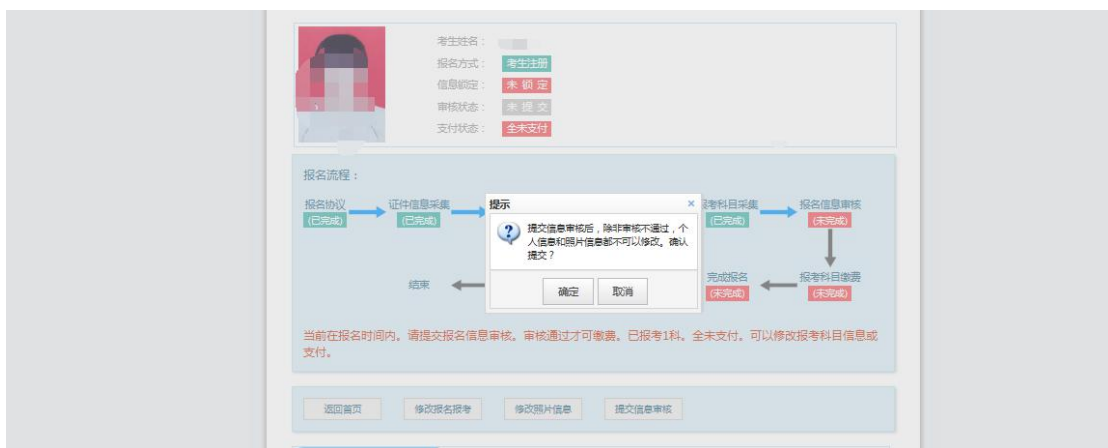 考生姓名：
报名方式： 考生注册
信息锁定： 未 锁 定
审核状态： 未 提 交
支付状态： 全未支付
报名流程：
报名协议
(已完成)
证件信息采集
(已完成)
提示 ×
提交信息审核后，除非审核不通过，个
人信息和照片信息都不可以修改。确认
提交？
确定 取消
考科目采集
(已完成)
报名信息审核
(未完成)
结束
完成报名
(未完成)
报考科目缴费
(未完成)
当前在报名时间内。请提交报名信息审核。审核通过才可缴费。已报考1科。全未支付。可以修改报考科目信息或
支付。
返回首页 修改报名报考 修改照片信息 提交信息审核